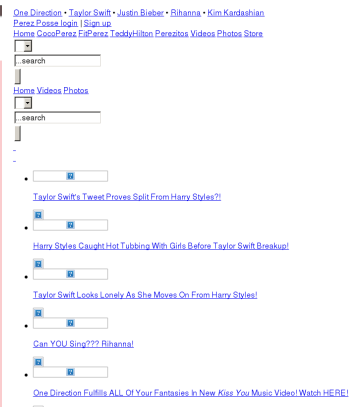 One Direction • Taylor Swift • Justin Bieber • Rihanna • Kim Kardashian
Perez Posse login | Sign up
Home CocoPerez FitPerez TeddyHilton Perezitos Videos Photos Store
...search
Home Videos Photos
...search
Taylor Swift's Tweet Proves Split From Harry Styles?!
Harry Styles Caught Hot Tubbing With Girls Before Taylor Swift Breakup!
Taylor Swift Looks Lonely As She Moves On From Harry Styles!
Can YOU Sing??? Rihanna!
One Direction Fulfills ALL Of Your Fantasies In New Kiss You Music Video! Watch HERE!